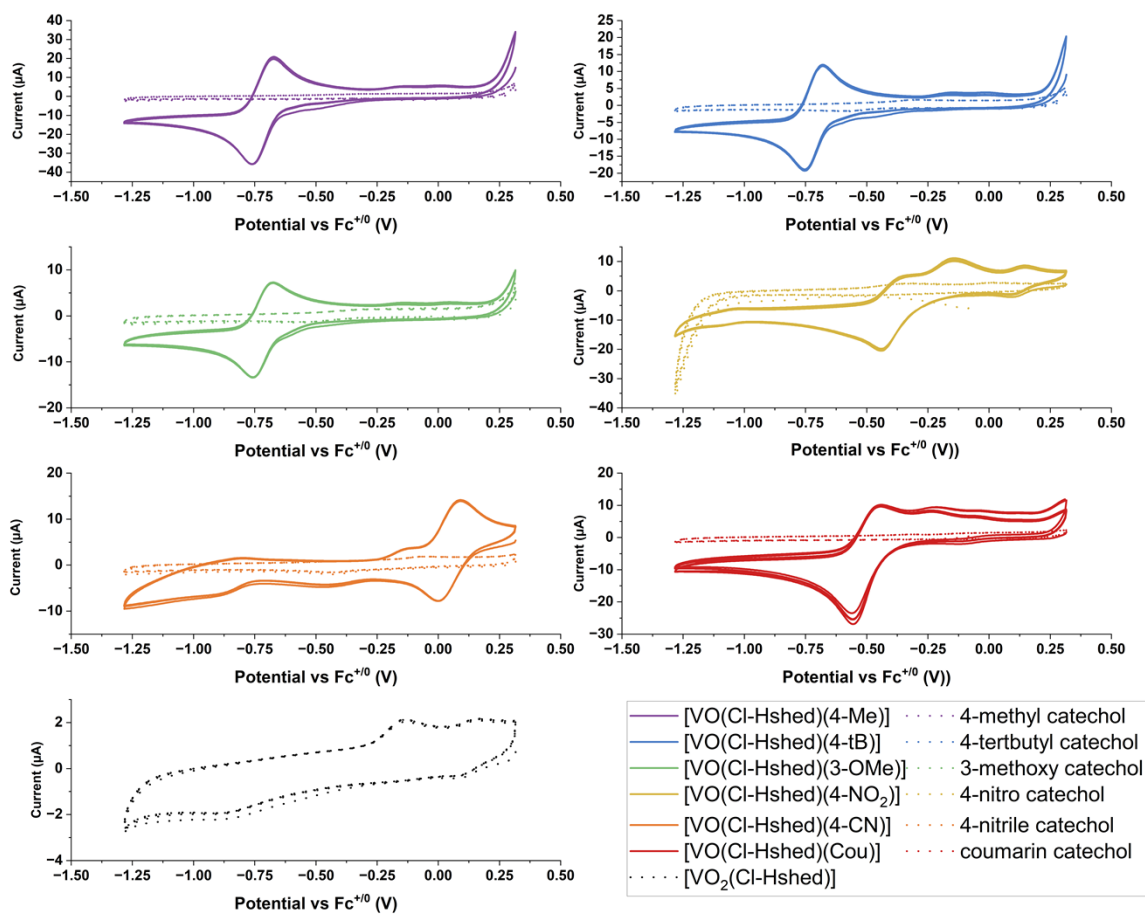 40
30
20
10
0
−10
−20
−30
−40
Current (µA)
−1.50 −1.25 −1.00 −0.75 −0.50 −0.25 0.00 0.25 0.50
Potential vs Fc+/0 (V)
25
20
15
10
5
0
−5
−10
−15
−20
Current (µA)
−1.50 −1.25 −1.00 −0.75 −0.50 −0.25 0.00 0.25 0.50
Potential vs Fc+/0 (V)
10
0
−10
−20
Current (µA)
−1.50 −1.25 −1.00 −0.75 −0.50 −0.25 0.00 0.25 0.50
Potential vs Fc+/0 (V)
10
0
−10
−20
−30
−40
Current (µA)
−1.50 −1.25 −1.00 −0.75 −0.50 −0.25 0.00 0.25 0.50
Potential vs Fc+/0 (V))
20
10
0
−10
Current (µA)
−1.50 −1.25 −1.00 −0.75 −0.50 −0.25 0.00 0.25 0.50
Potential vs Fc+/0 (V)
20
10
0
−10
−20
−30
Current (µA)
−1.50 −1.25 −1.00 −0.75 −0.50 −0.25 0.00 0.25 0.50
Potential vs Fc+/0 (V))
2
0
−2
−4
Current (µA)
−1.50 −1.25 −1.00 −0.75 −0.50 −0.25 0.00 0.25 0.50
Potential vs Fc+/0 (V)
[VO(Cl-Hshed)(4-Me)] 4-methyl catechol
[VO(Cl-Hshed)(4-tB)] 4-tertbutyl catechol
[VO(Cl-Hshed)(3-OMe)] 3-methoxy catechol
[VO(Cl-Hshed)(4-NO2)] 4-nitro catechol
[VO(Cl-Hshed)(4-CN)] 4-nitrile catechol
[VO(Cl-Hshed)(Cou)] coumarin catechol
[VO2(Cl-Hshed)]